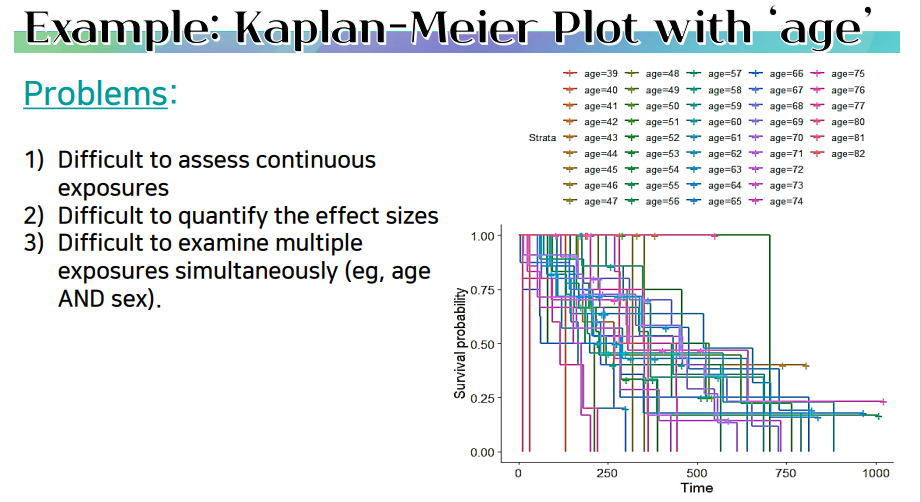 Example: Kaplan-Meier Plot with ‘age’
Problems:
1) Difficult to assess continuous
exposures
2) Difficult to quantify the effect sizes
3) Difficult to examine multiple
exposures simultaneously (eg, age
AND sex).
Strata
age=39 age=48 age=57 age=66 age=75
age=40 age=49 age=58 age=67 age=76
age=41 age=50 age=59 age=68 age=77
age=42 age=51 age=60 age=69 age=80
age=43 age=52 age=61 age=70 age=81
age=44 age=53 age=62 age=71 age=82
age=45 age=54 age=63 age=72
age=46 age=55 age=64 age=73
age=47 age=56 age=65 age=74
Survival probability
1.00
0.75
0.50
0.25
0.00
0 250 500 750 1000
Time